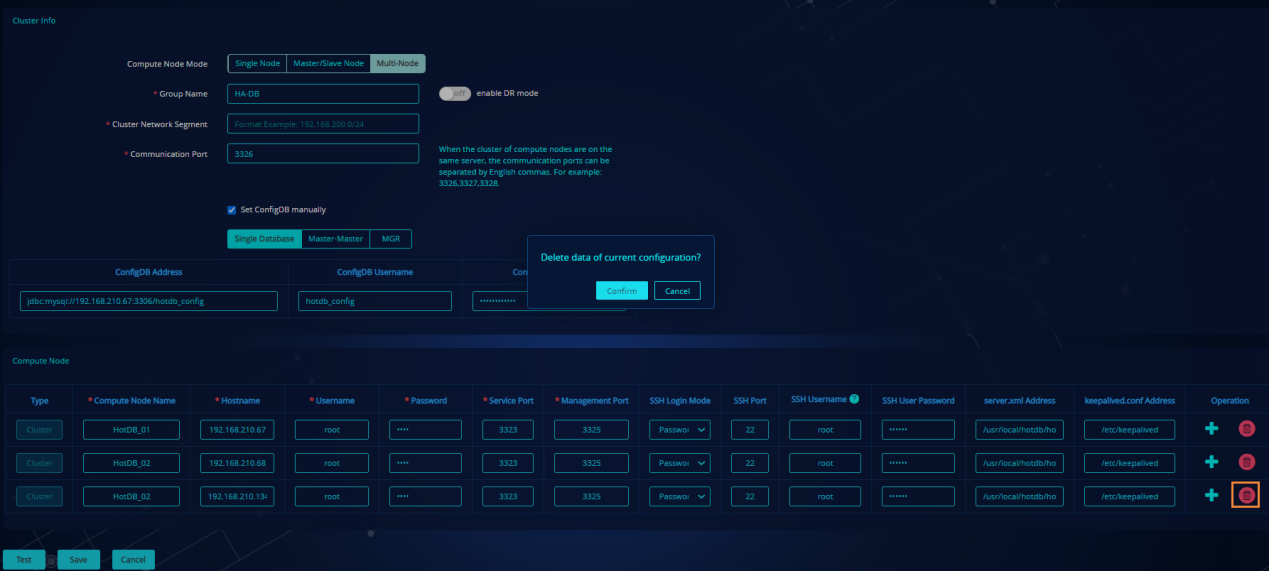 Cluster Info
Compute Node Mode Single Node Master/Slave Node Multi-Node
* Group Name HA-DB off enable DR mode
* Cluster Network Segment Format Example: 192.168.200.0/24
* Communication Port 3326
When the cluster of compute nodes are on the
same server, the communication ports can be
separated by English commas. For example:
3326,3327,3328.
Set ConfigDB manually
Single Database Master-Master MGR
Delete data of current configuration?
Confirm Cancel
ConfigDB Address ConfigDB Username Con
jdbc:mysql://192.168.210.67:3306/hotdb_config hotdb_config ••••••••••••
Compute Node
Type * Compute Node Name * Hostname * Username * Password * Service Port * Management Port SSH Login Mode SSH Port SSH Username ? SSH User Password server.xml Address keepalived.conf Address Operation
Cluster HotDB_01 192.168.210.67 root •••• 3323 3325 Passwor 22 root •••••• /usr/local/hotdb/ho /etc/keepalived
Cluster HotDB_02 192.168.210.68 root •••• 3323 3325 Passwor 22 root •••••• /usr/local/hotdb/ho /etc/keepalived
Cluster HotDB_02 192.168.210.134 root •••• 3323 3325 Passwor 22 root •••••• /usr/local/hotdb/ho /etc/keepalived
Test Save Cancel